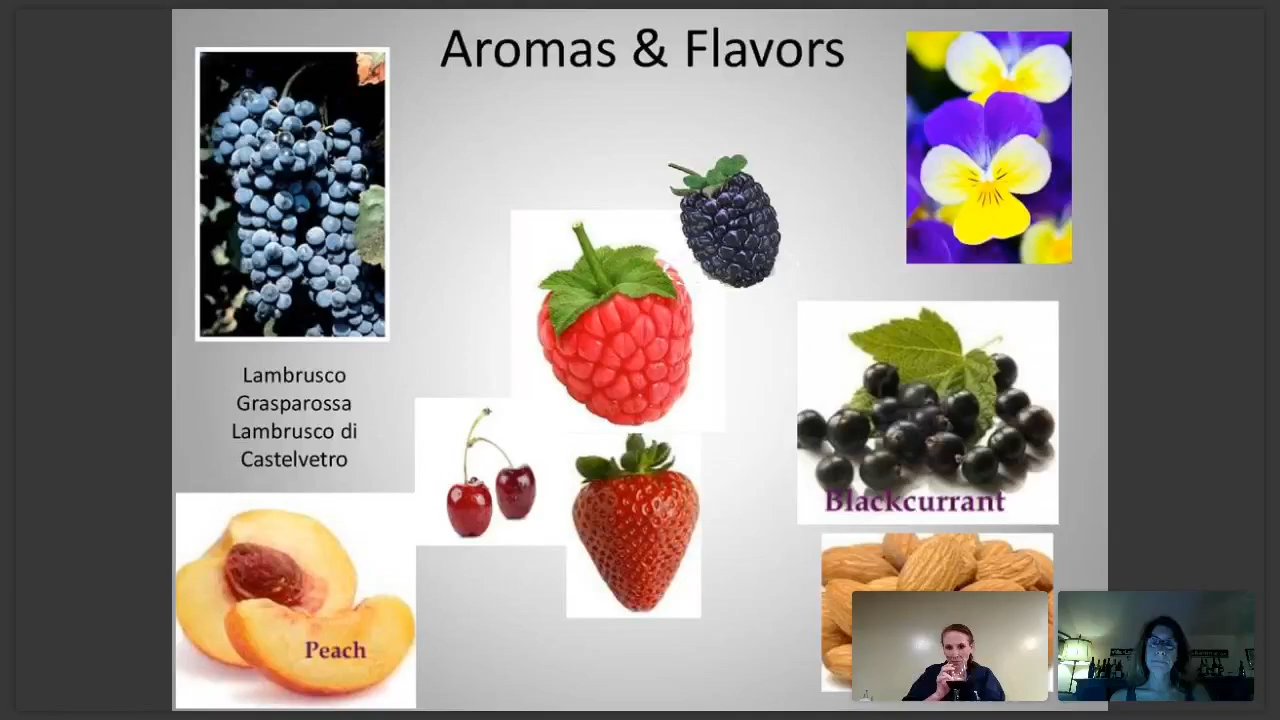 Aromas & Flavors
Lambrusco
Grasparossa
Lambrusco di
Castelvetro
Blackcurrant
Peach